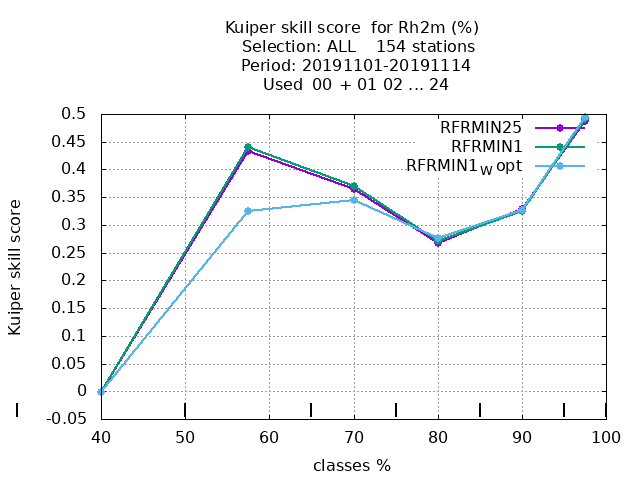 Kuiper skill score  for Rh2m (%)
Selection: ALL    154 stations
Period: 20191101-20191114
Used  00 + 01 02 ... 24
RFRMIN25
RFRMIN1
RFRMIN1W opt
Kuiper skill score
0.5
0.45
0.4
0.35
0.3
0.25
0.2
0.15
0.1
0.05
0
-0.05
40 50 60 70 80 90 100
classes %